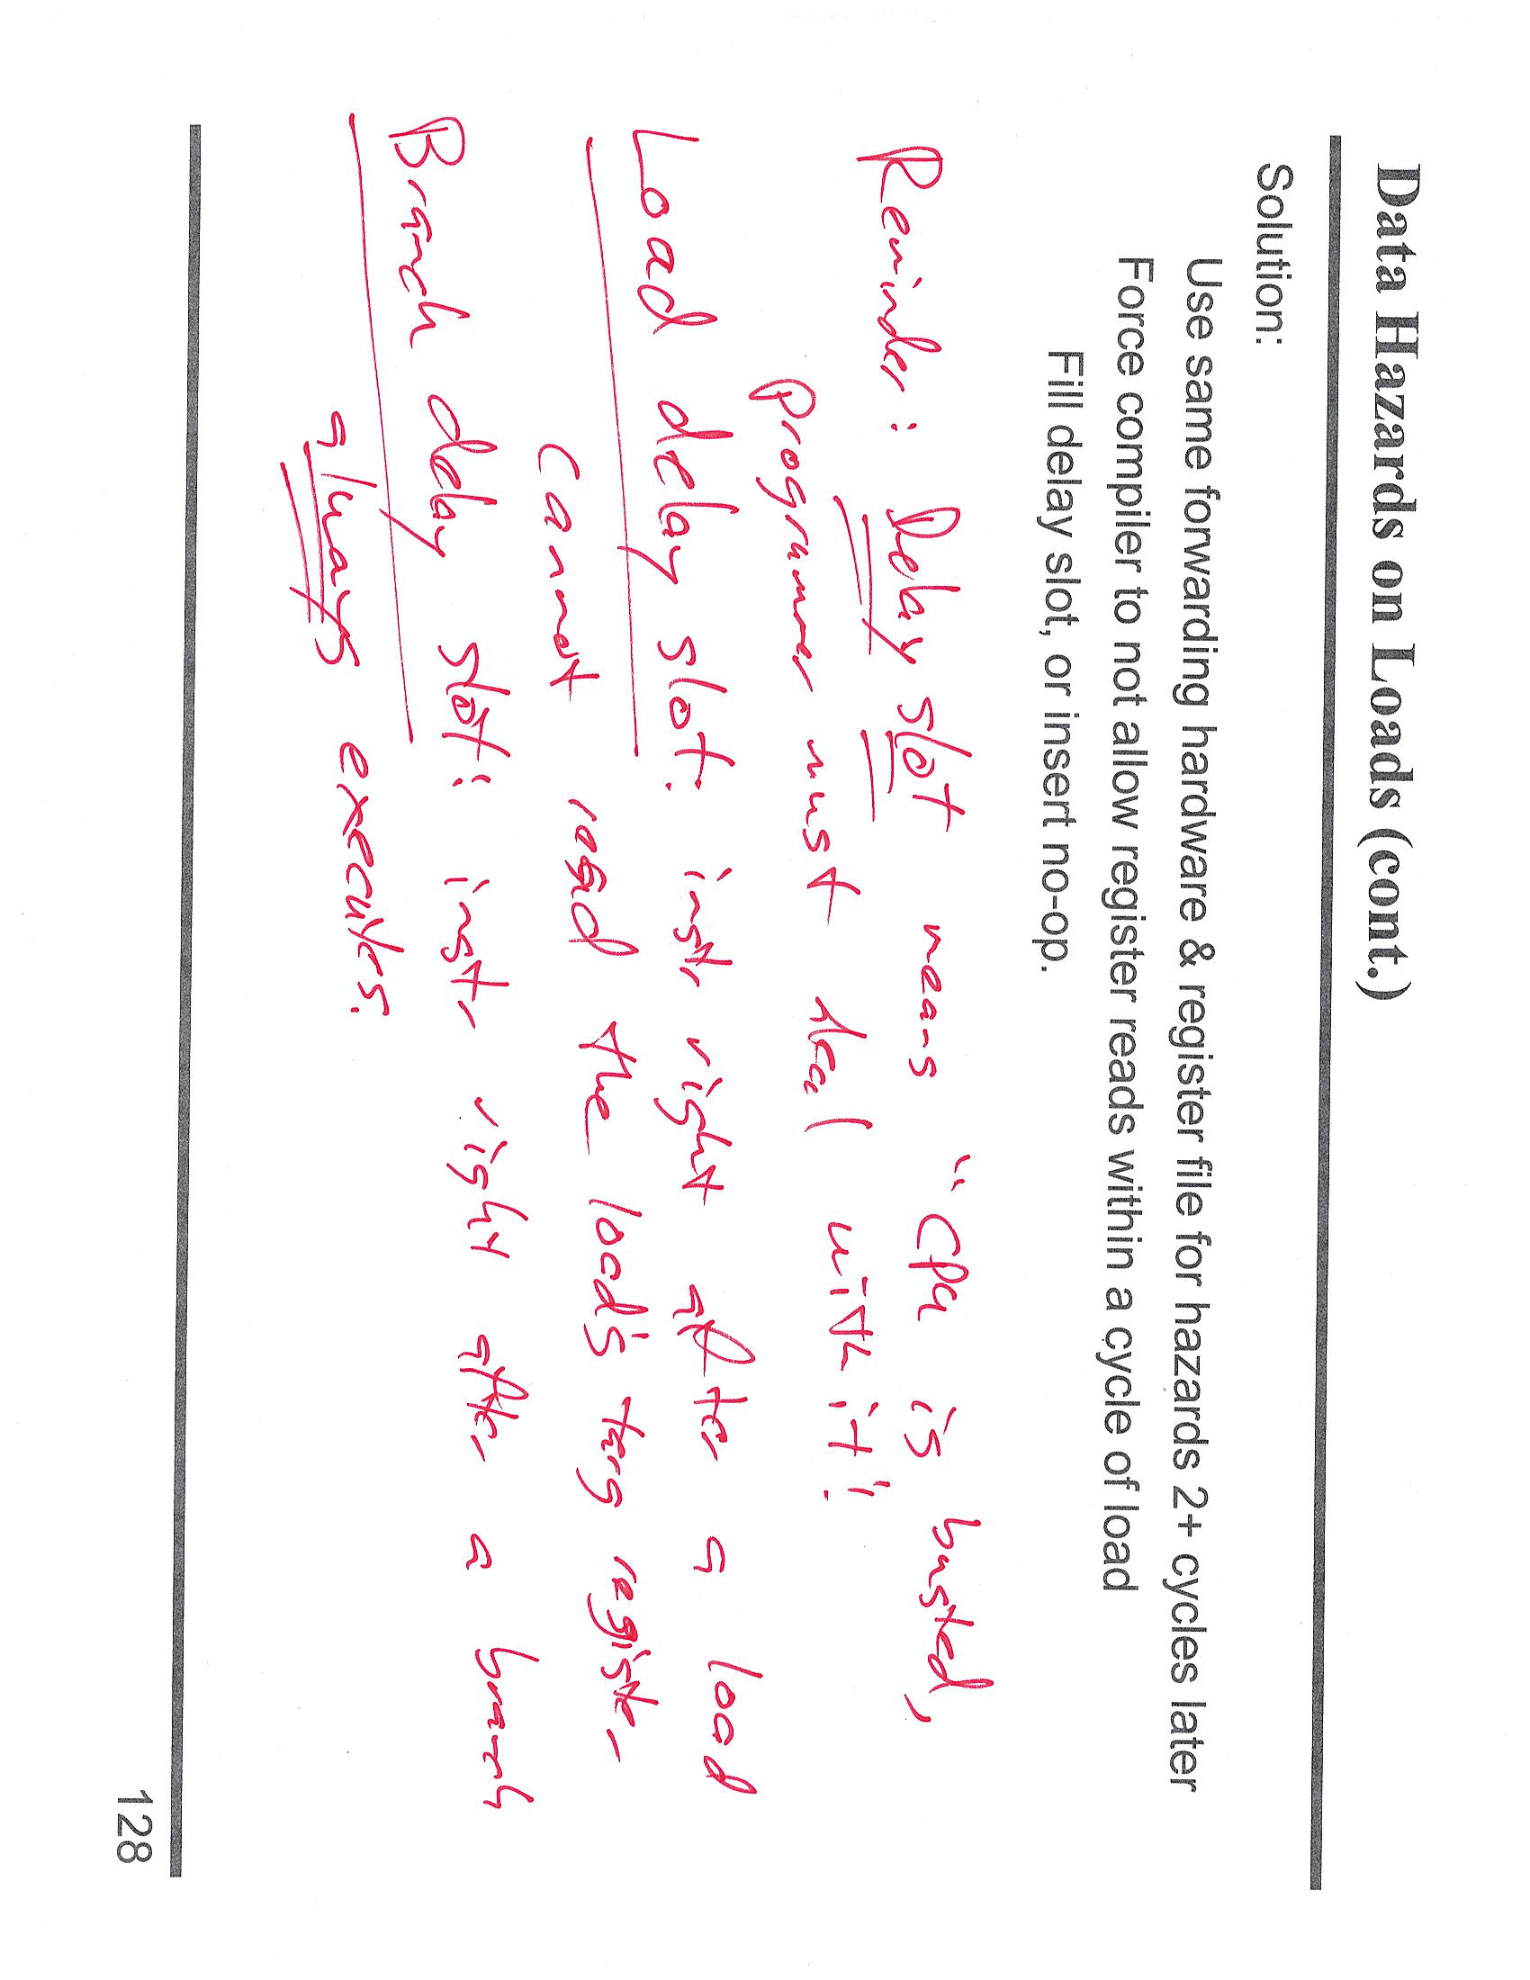 Data Hazards on Loads (cont.)
Solution:
Use same forwarding hardware & register file for hazards 2+ cycles later
Force compiler to not allow register reads within a cycle of load
Fill delay slot, or insert no-op.
Reminder: Delay slot means "CPU is busted,
programmer must deal with it!"
Load delay slot: instr right after a load
cannot read the load's targ register
Branch delay slot: instr right after a branch
always executes.
128